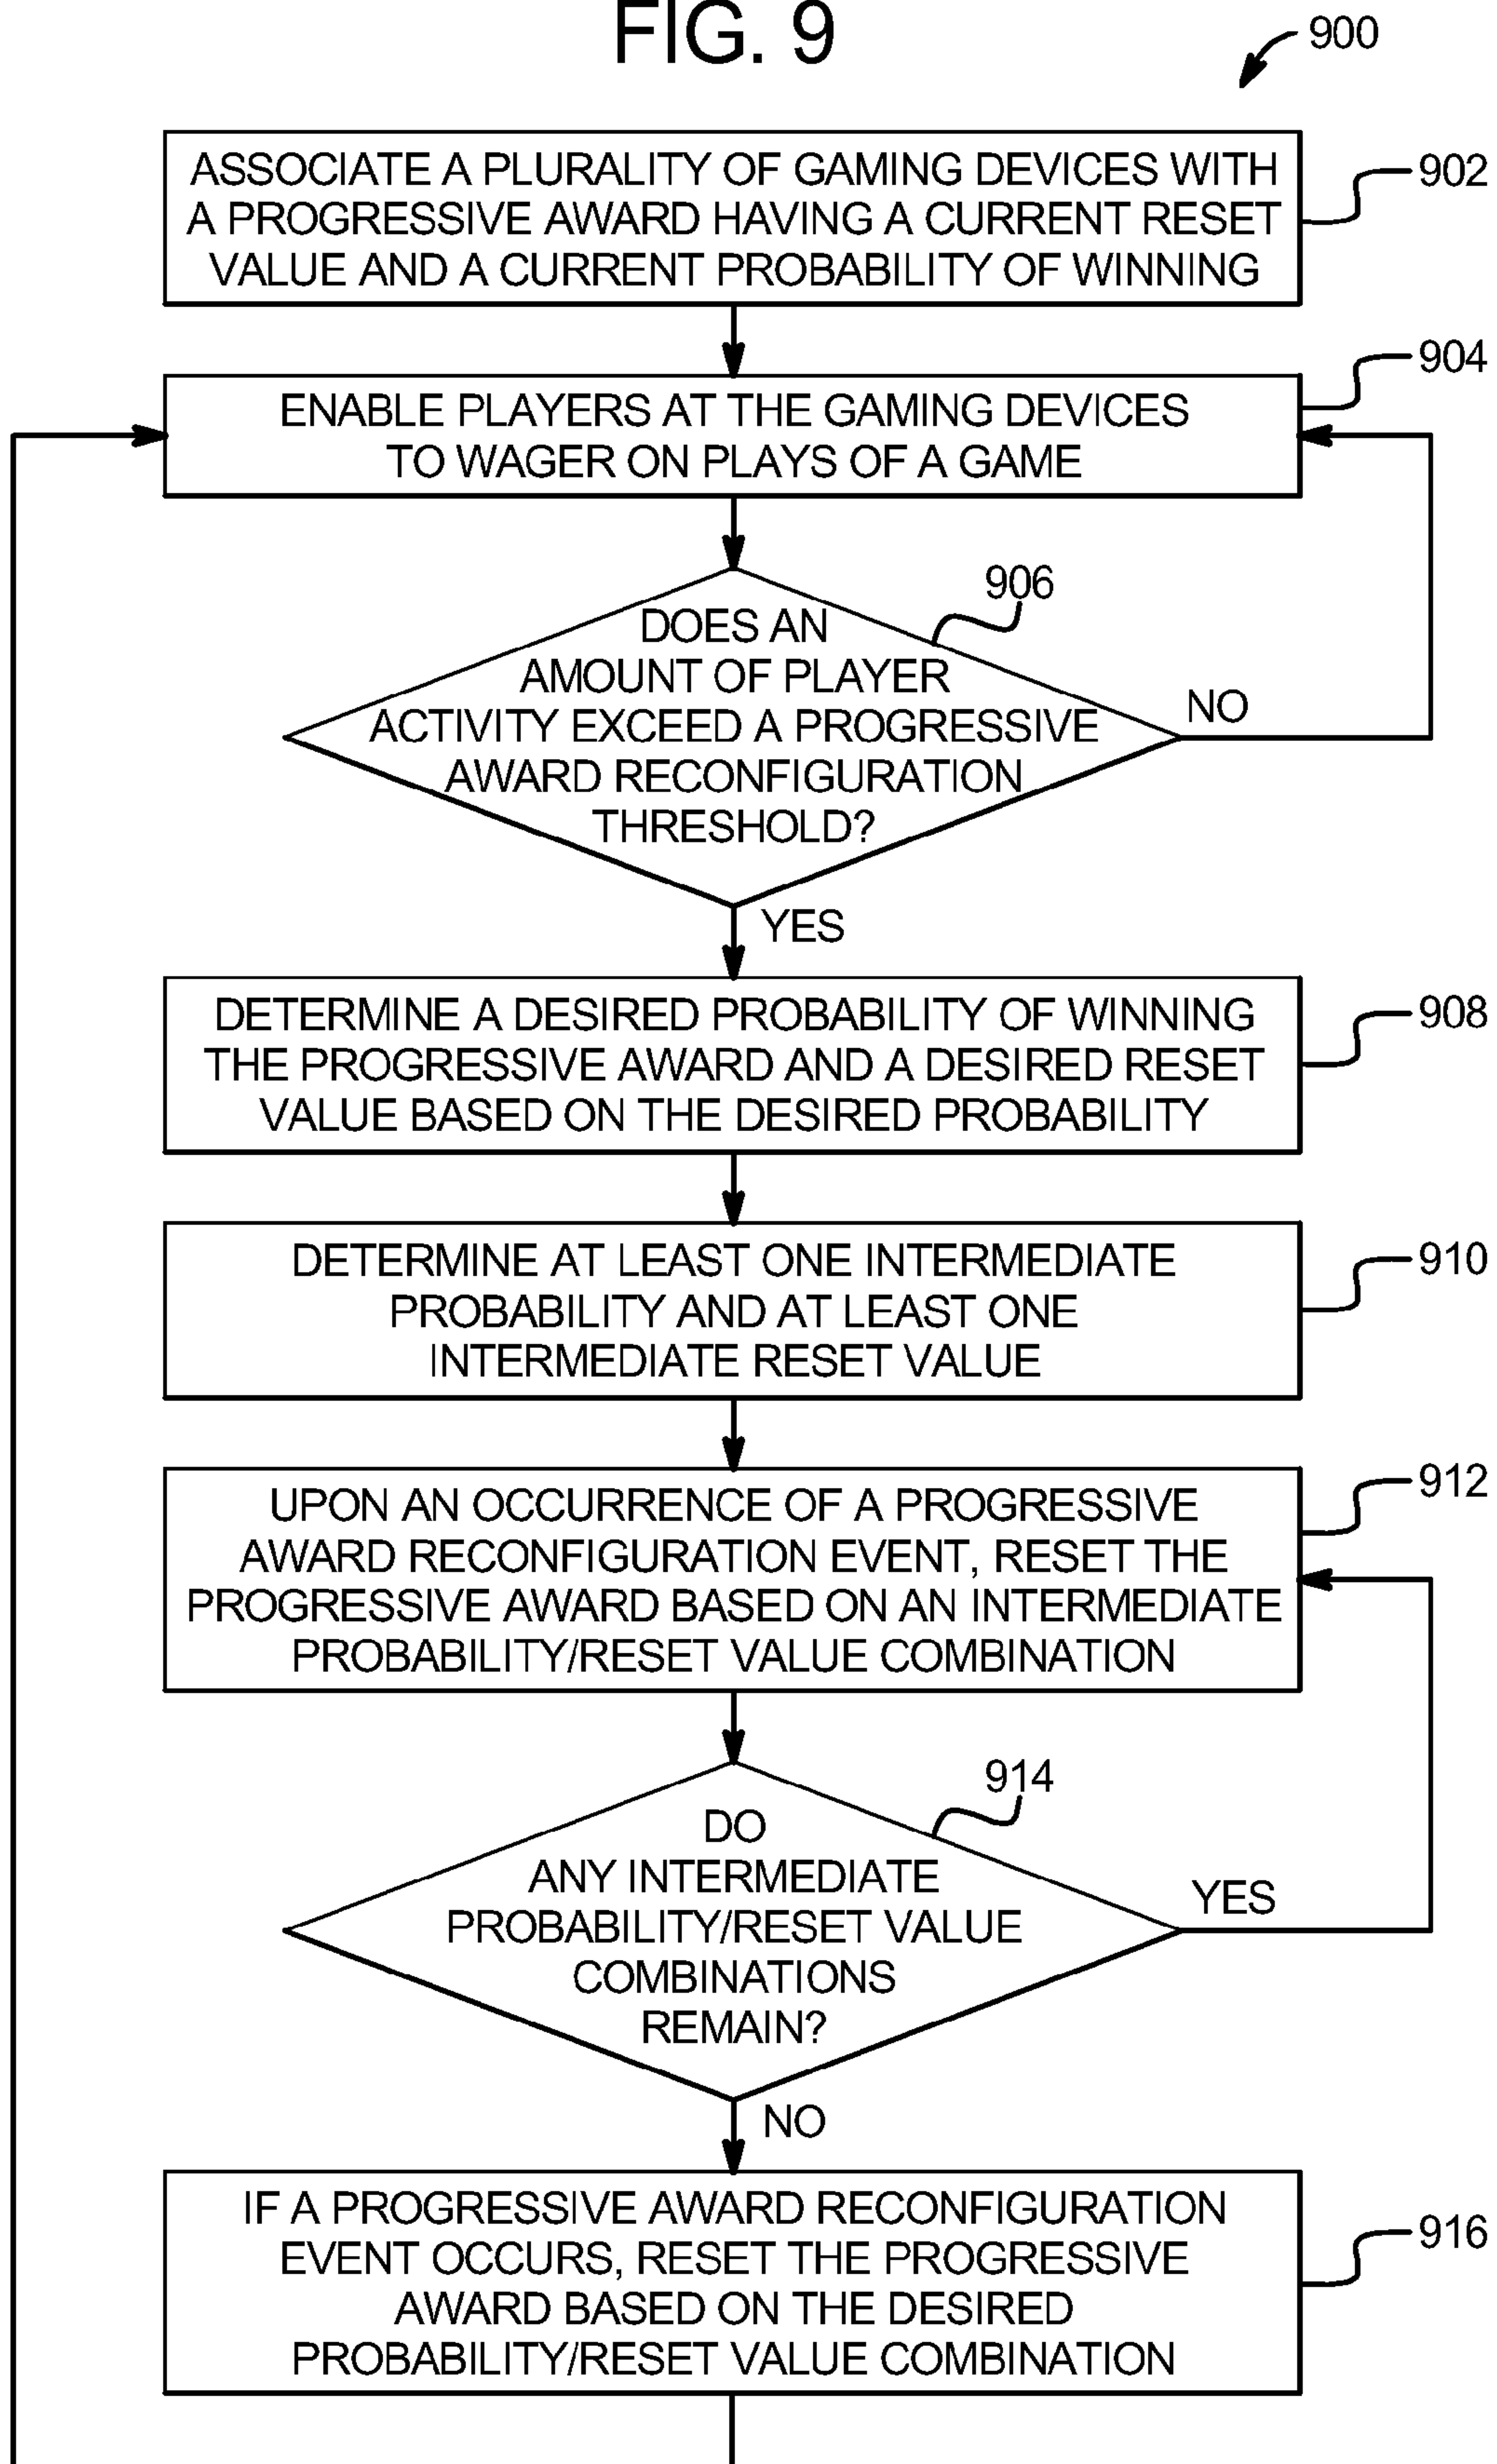 FIG. 9
900
ASSOCIATE A PLURALITY OF GAMING DEVICES WITH
A PROGRESSIVE AWARD HAVING A CURRENT RESET
VALUE AND A CURRENT PROBABILITY OF WINNING
902
ENABLE PLAYERS AT THE GAMING DEVICES
TO WAGER ON PLAYS OF A GAME
904
906
DOES AN
AMOUNT OF PLAYER
ACTIVITY EXCEED A PROGRESSIVE
AWARD RECONFIGURATION
THRESHOLD?
NO
YES
DETERMINE A DESIRED PROBABILITY OF WINNING
THE PROGRESSIVE AWARD AND A DESIRED RESET
VALUE BASED ON THE DESIRED PROBABILITY
908
DETERMINE AT LEAST ONE INTERMEDIATE
PROBABILITY AND AT LEAST ONE
INTERMEDIATE RESET VALUE
910
UPON AN OCCURRENCE OF A PROGRESSIVE
AWARD RECONFIGURATION EVENT, RESET THE
PROGRESSIVE AWARD BASED ON AN INTERMEDIATE
PROBABILITY/RESET VALUE COMBINATION
912
914
DO
ANY INTERMEDIATE
PROBABILITY/RESET VALUE
COMBINATIONS
REMAIN?
YES
NO
IF A PROGRESSIVE AWARD RECONFIGURATION
EVENT OCCURS, RESET THE PROGRESSIVE
AWARD BASED ON THE DESIRED
PROBABILITY/RESET VALUE COMBINATION
916